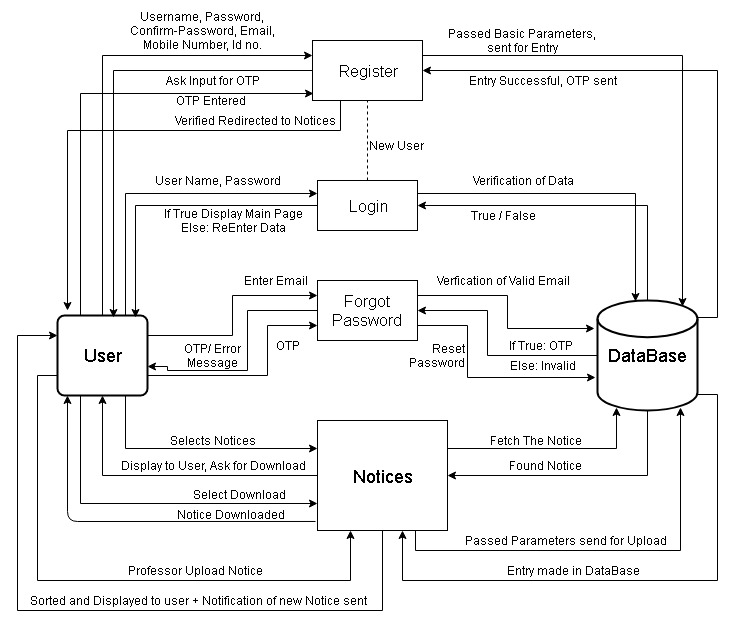 Username, Password,
Confirm-Password, Email,
Mobile Number, Id no.
Passed Basic Parameters,
sent for Entry
Register
Ask Input for OTP
Entry Successful, OTP sent
OTP Entered
Verified Redirected to Notices
New User
User Name, Password
Verification of Data
Login
If True Display Main Page
Else: ReEnter Data
True / False
Enter Email
Verfication of Valid Email
Forgot
Password
User
OTP/ Error
Message
OTP
Reset
Password
If True: OTP
Else: Invalid
DataBase
Selects Notices
Fetch The Notice
Display to User, Ask for Download
Found Notice
Notices
Select Download
Notice Downloaded
Passed Parameters send for Upload
Professor Upload Notice
Entry made in DataBase
Sorted and Displayed to user + Notification of new Notice sent